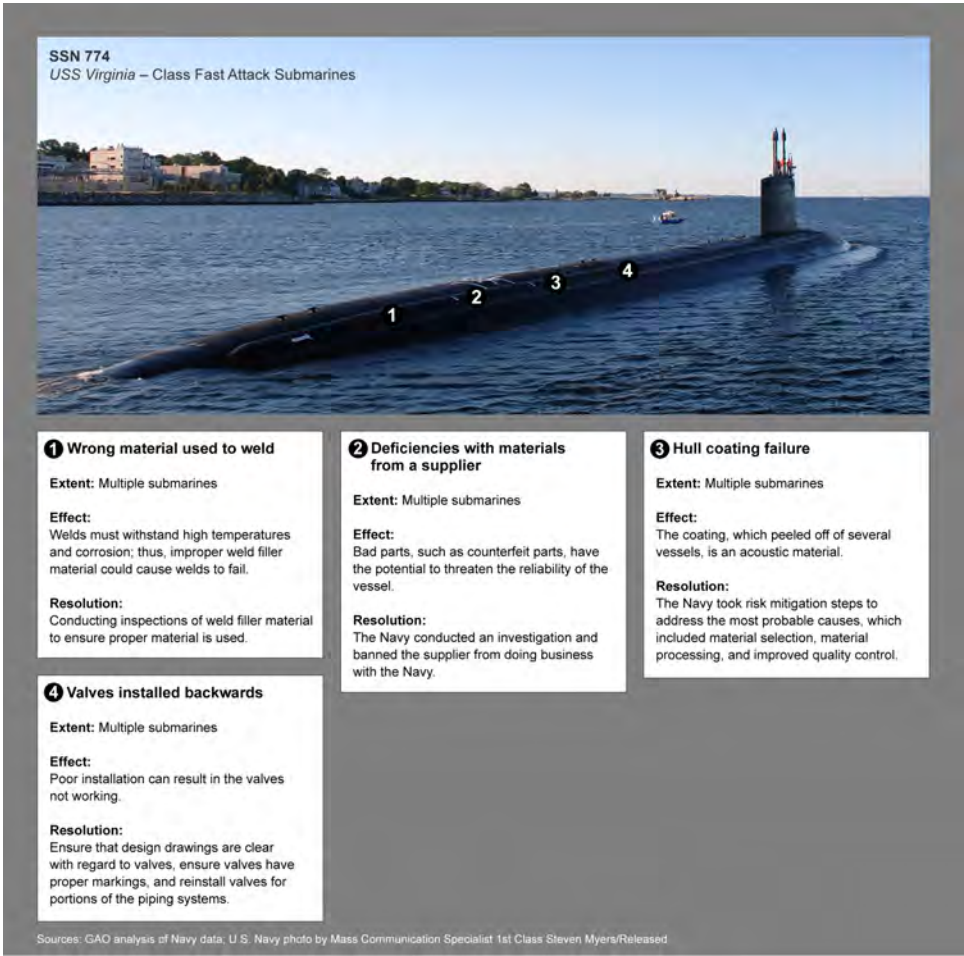 SSN 774
USS Virginia – Class Fast Attack Submarines
1
2
3
4
1 Wrong material used to weld
Extent: Multiple submarines
Effect:
Welds must withstand high temperatures
and corrosion; thus, improper weld filler
material could cause welds to fail.
Resolution:
Conducting inspections of weld filler material
to ensure proper material is used.
2 Deficiencies with materials
from a supplier
Extent: Multiple submarines
Effect:
Bad parts, such as counterfeit parts, have
the potential to threaten the reliability of the
vessel.
Resolution:
The Navy conducted an investigation and
banned the supplier from doing business
with the Navy.
3 Hull coating failure
Extent: Multiple submarines
Effect:
The coating, which peeled off of several
vessels, is an acoustic material.
Resolution:
The Navy took risk mitigation steps to
address the most probable causes, which
included material selection, material
processing, and improved quality control.
4 Valves installed backwards
Extent: Multiple submarines
Effect:
Poor installation can result in the valves
not working.
Resolution:
Ensure that design drawings are clear
with regard to valves, ensure valves have
proper markings, and reinstall valves for
portions of the piping systems.
Sources: GAO analysis of Navy data; U.S. Navy photo by Mass Communication Specialist 1st Class Steven Myers/Released